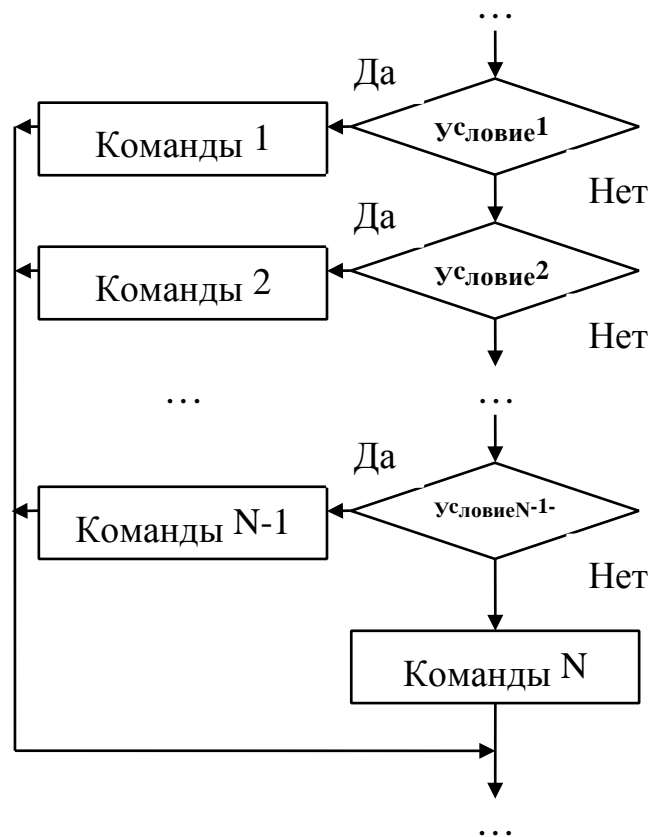 …
Да
Условие1
Команды 1
Нет
Да
Условие2
Команды 2
Нет
…
…
Да
УсловиеN-1-
Команды N-1
Нет
Команды N
…